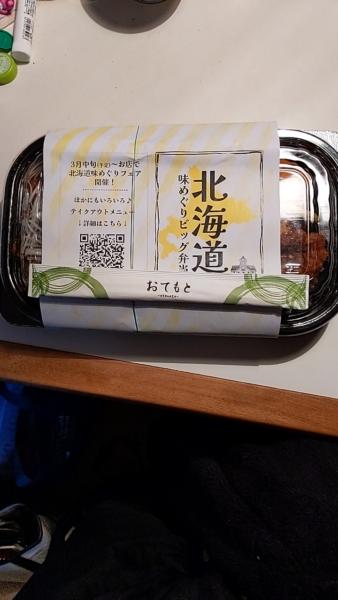 3月中旬(予定)〜お店で
北海道味めぐりフェア
開催！
ほかにもいろいろ♪
テイクアウトメニュー
↓詳細はこちら↓
北海道
味めぐりビッグ弁当
おてもと